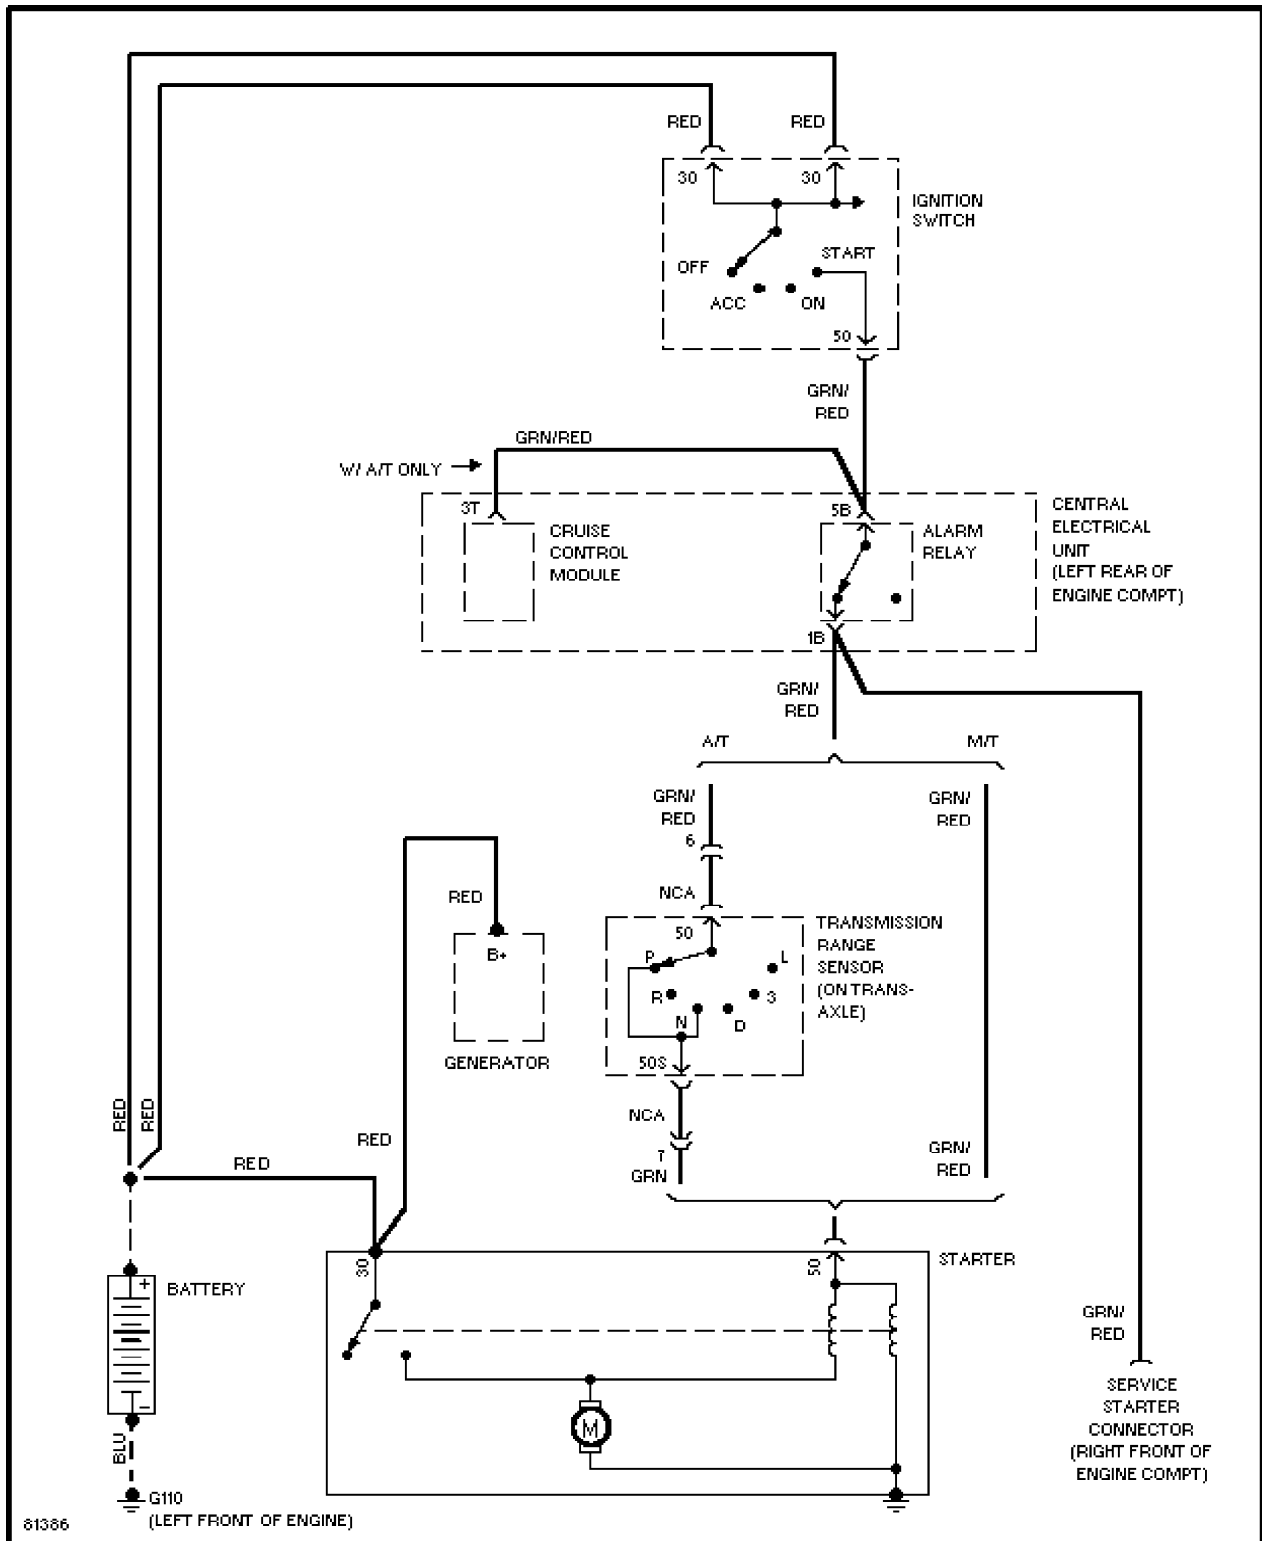 RED
RED
30
30
IGNITION
SWITCH
OFF
START
ACC
ON
50
GRN/
RED
GRN/RED
W/ A/T ONLY
3T
5B
CRUISE
CONTROL
MODULE
ALARM
RELAY
CENTRAL
ELECTRICAL
UNIT
(LEFT REAR OF
ENGINE COMPT)
1B
GRN/
RED
A/T
M/T
GRN/
RED
6
GRN/
RED
NCA
RED
B+
GENERATOR
50
P
L
R
3
N
D
50S
TRANSMISSION
RANGE
SENSOR
(ON TRANS-
AXLE)
NCA
7
GRN
GRN/
RED
RED
RED
RED
RED
30
50
STARTER
BATTERY
+
-
M
BLU
G110
(LEFT FRONT OF ENGINE)
GRN/
RED
SERVICE
STARTER
CONNECTOR
(RIGHT FRONT OF
ENGINE COMPT)
81386